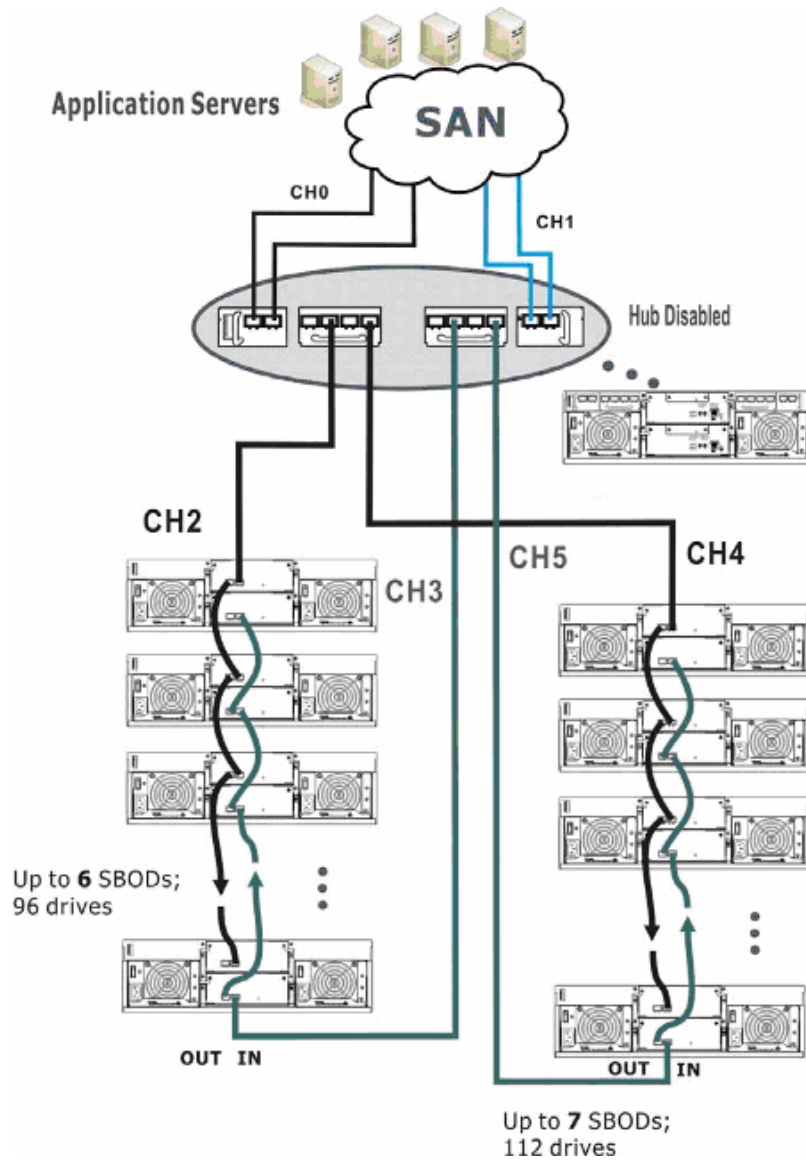 Application Servers
SAN
CH0
CH1
Hub Disabled
CH2
CH3
CH5
CH4
Up to 6 SBODs;
96 drives
OUT IN
OUT IN
Up to 7 SBODs;
112 drives